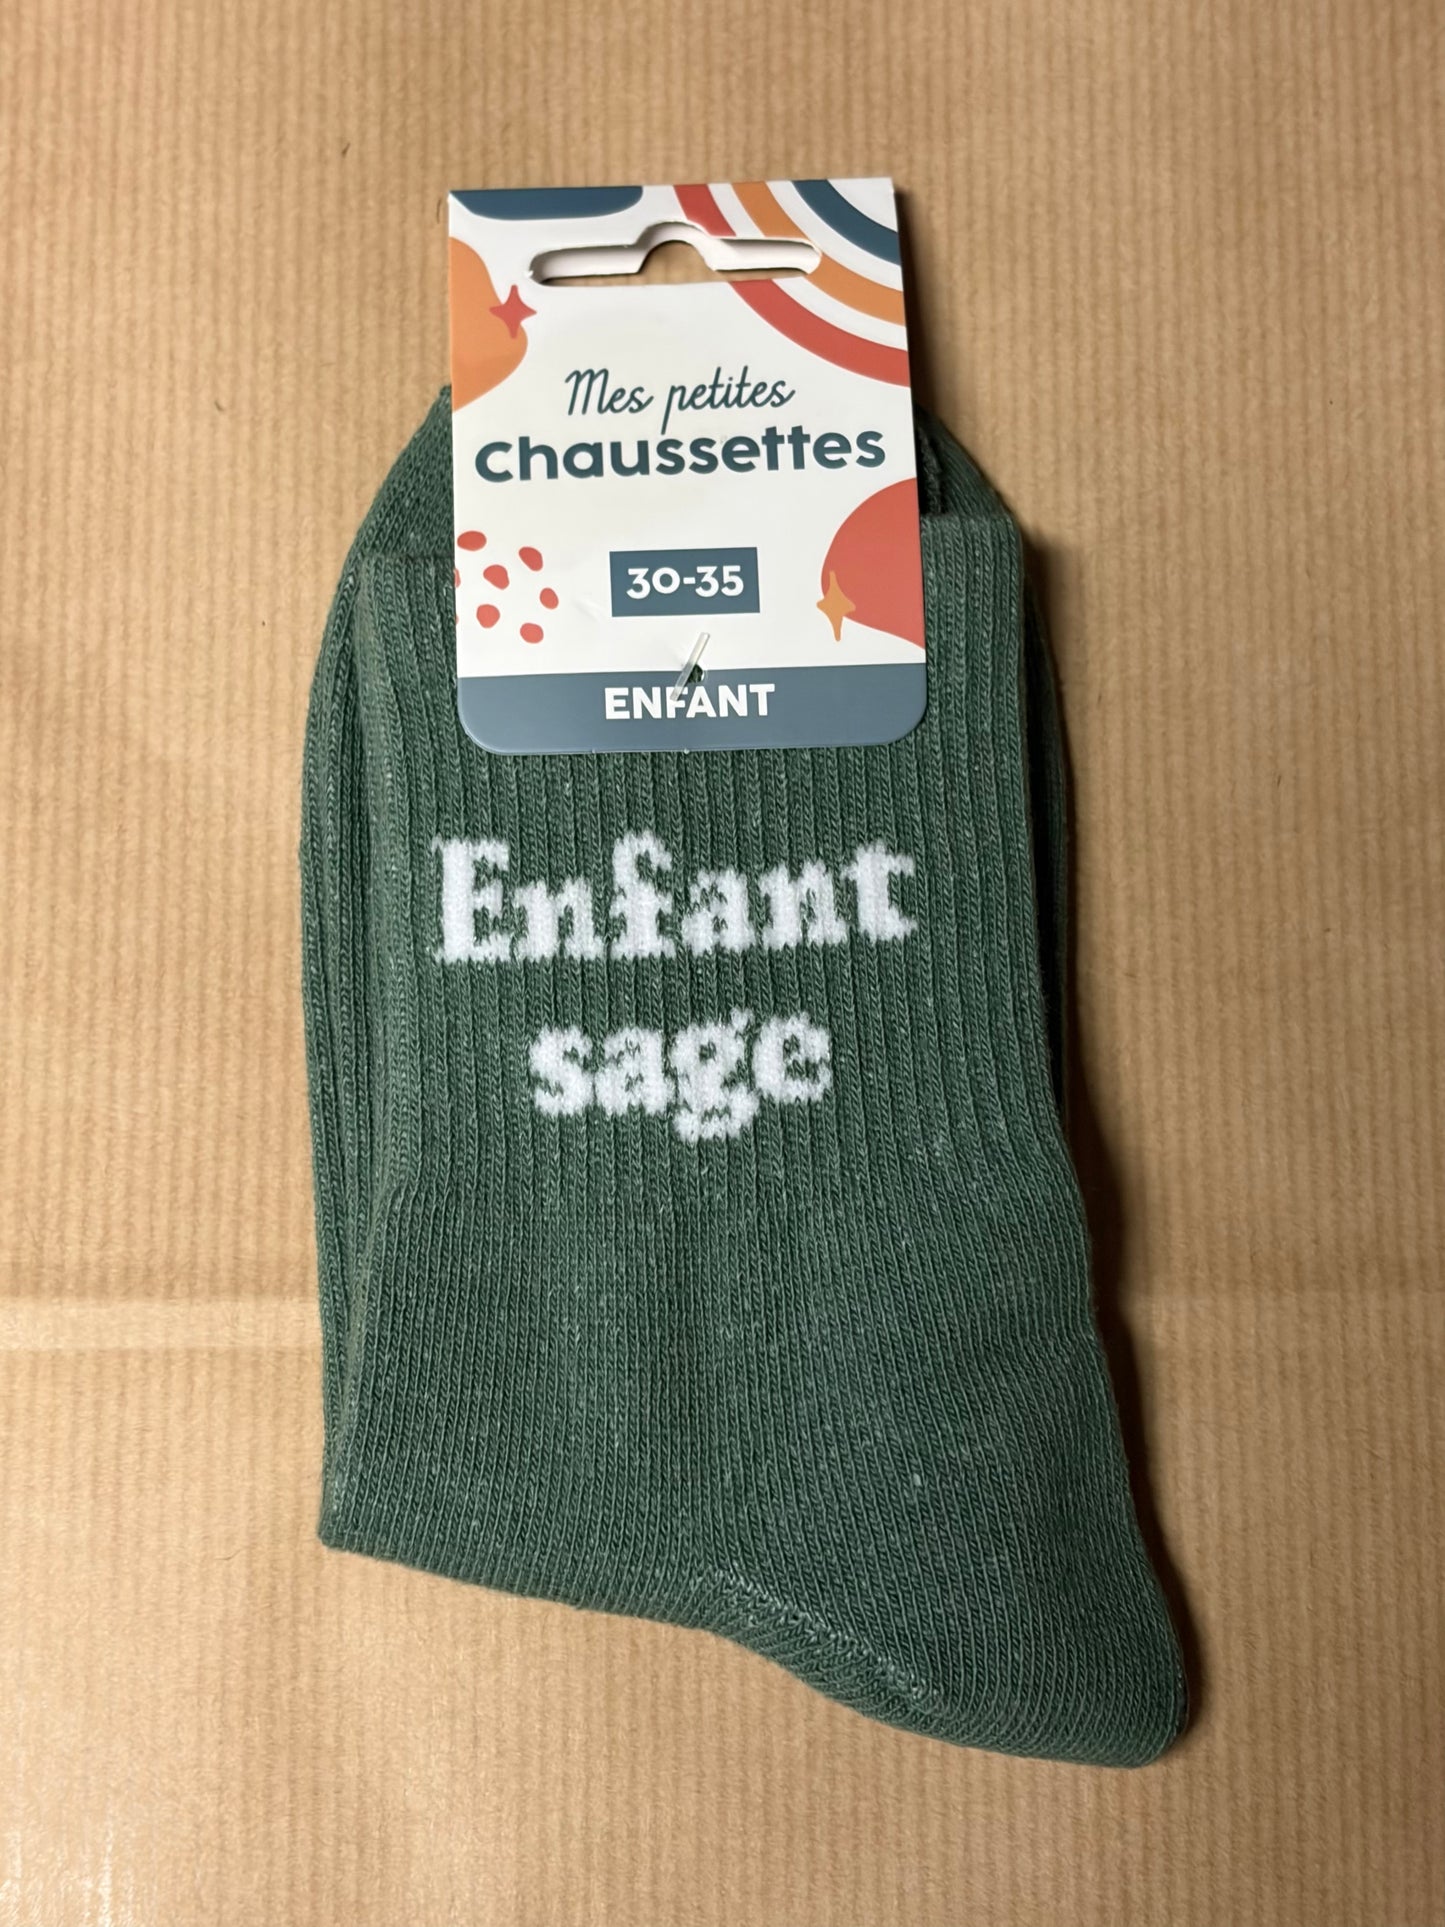 Mes petites
chaussettes
30-35
ENFANT
Enfant
sage